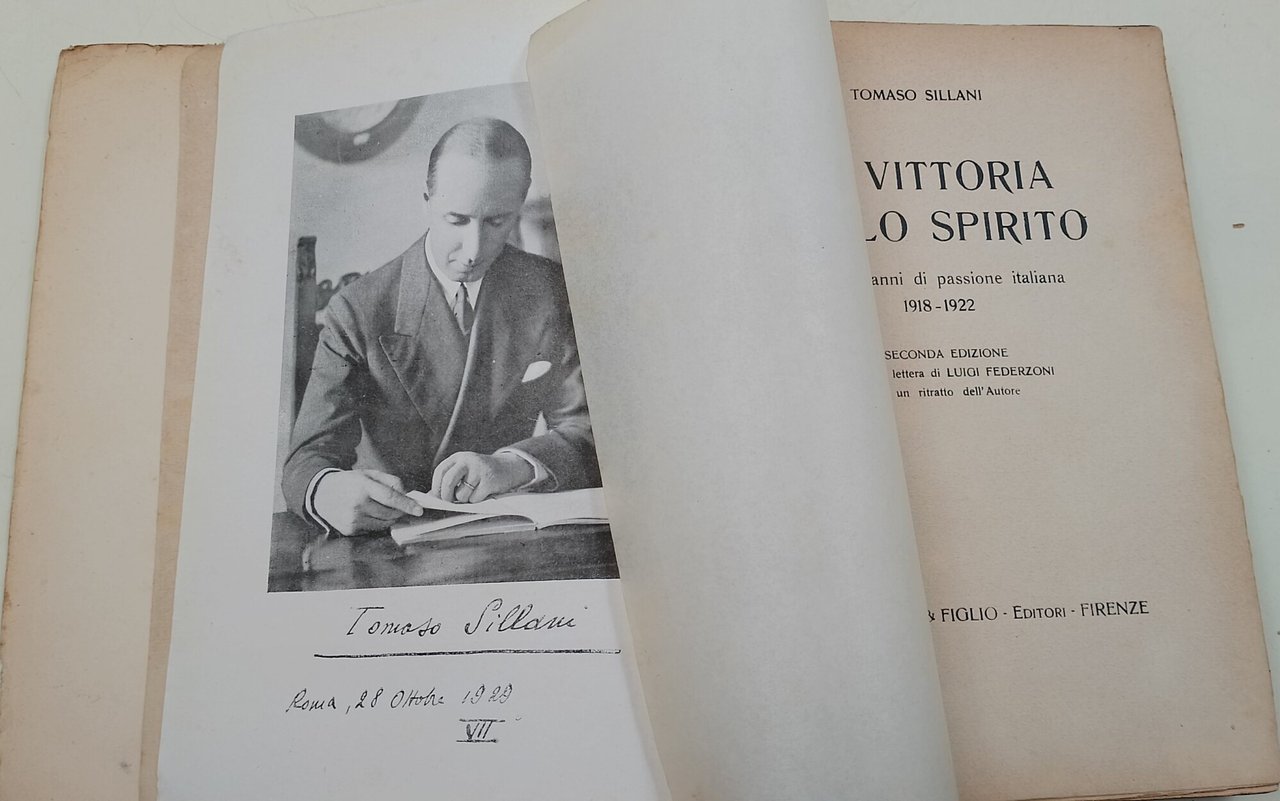 Tomaso Sillani
Roma, 28 Ottobre 1929
VII
TOMASO SILLANI
VITTORIA
LO SPIRITO
anni di passione italiana
1918-1922
SECONDA EDIZIONE
lettera di LUIGI FEDERZONI
un ritratto dell'Autore
& FIGLIO - EDITORI - FIRENZE